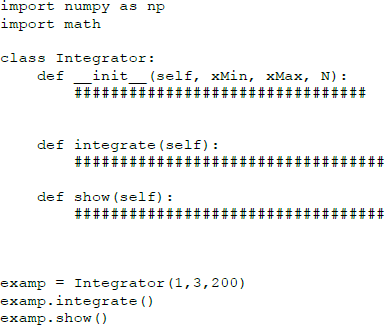 import numpy as np
import math
class Integrator:
    def __init__(self, xMin, xMax, N):
        ################################
    def integrate(self):
        ##################################
    def show(self):
        ##################################
examp = Integrator(1,3,200)
examp.integrate()
examp.show()